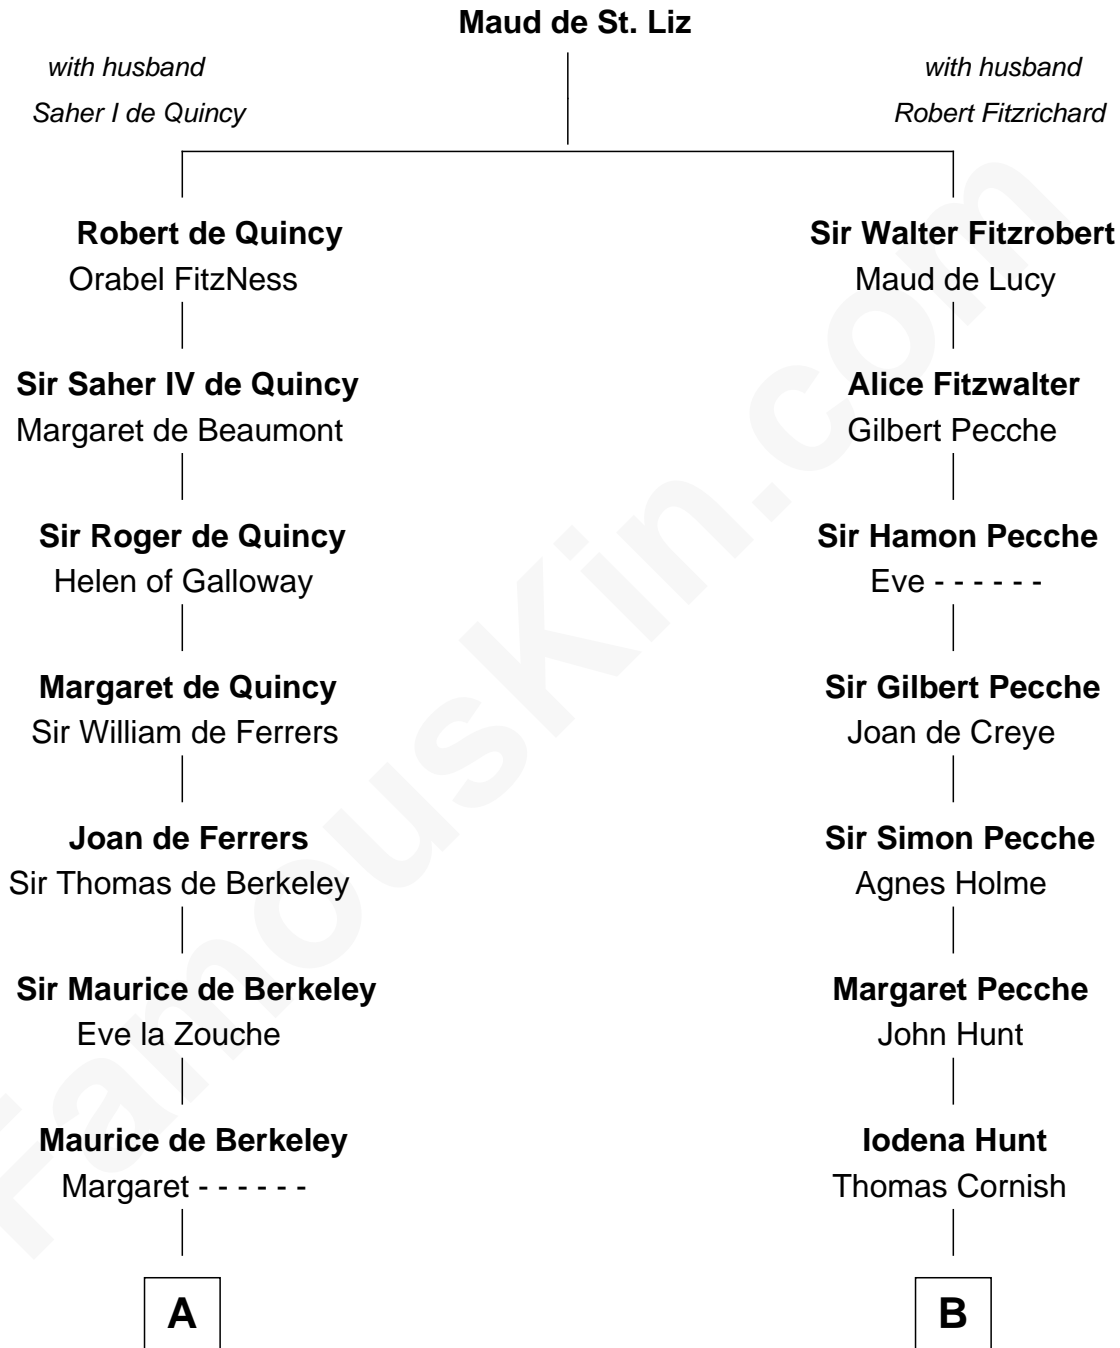 Maud de St. Liz
with husband
Saher I de Quincy
with husband
Robert Fitzrichard
Robert de Quincy
Orabel FitzNess
Sir Walter Fitzrobert
Maud de Lucy
Sir Saher IV de Quincy
Margaret de Beaumont
Alice Fitzwalter
Gilbert Pecche
Sir Roger de Quincy
Helen of Galloway
Sir Hamon Pecche
Eve - - - - - -
Margaret de Quincy
Sir William de Ferrers
Sir Gilbert Pecche
Joan de Creye
Joan de Ferrers
Sir Thomas de Berkeley
Sir Simon Pecche
Agnes Holme
Sir Maurice de Berkeley
Eve la Zouche
Margaret Pecche
John Hunt
Maurice de Berkeley
Margaret - - - - - -
Iodena Hunt
Thomas Cornish
A
B
FamousKin.com